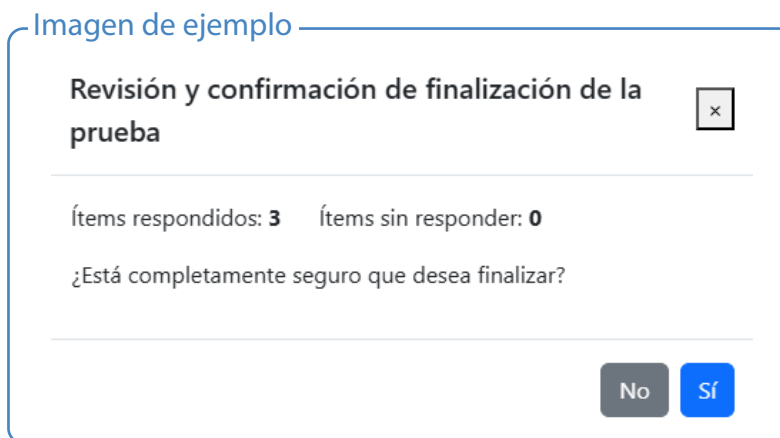 Imagen de ejemplo
Revisión y confirmación de finalización de la
prueba
×
Ítems respondidos: 3 Ítems sin responder: 0
¿Está completamente seguro que desea finalizar?
No Sí